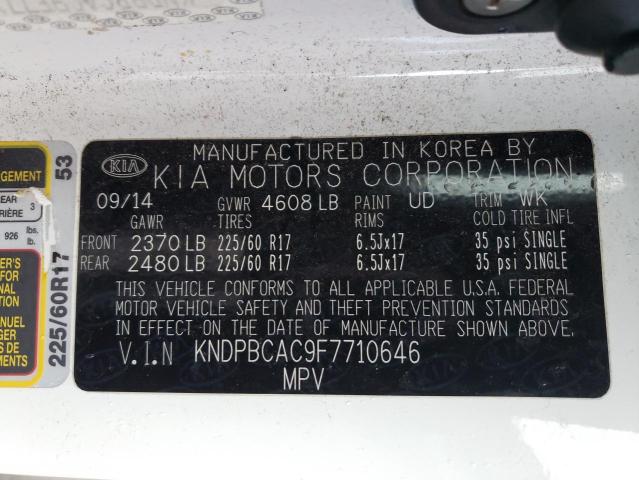 MANUFACTURED IN KOREA BY
KIA KIA MOTORS CORPORATION
09/14 GVWR 4608 LB PAINT UD TRIM WK
GAWR TIRES RIMS COLD TIRE INFL
FRONT 2370 LB 225/60 R17 6.5Jx17 35 psi SINGLE
REAR 2480 LB 225/60 R17 6.5Jx17 35 psi SINGLE
THIS VEHICLE CONFORMS TO ALL APPLICABLE U.S.A. FEDERAL
MOTOR VEHICLE SAFETY AND THEFT PREVENTION STANDARDS
IN EFFECT ON THE DATE OF MANUFACTURE SHOWN ABOVE.
V.I.N KNDPBCAC9F7710646
MPV
225/60R17 53
3
926 lbs.
lb.